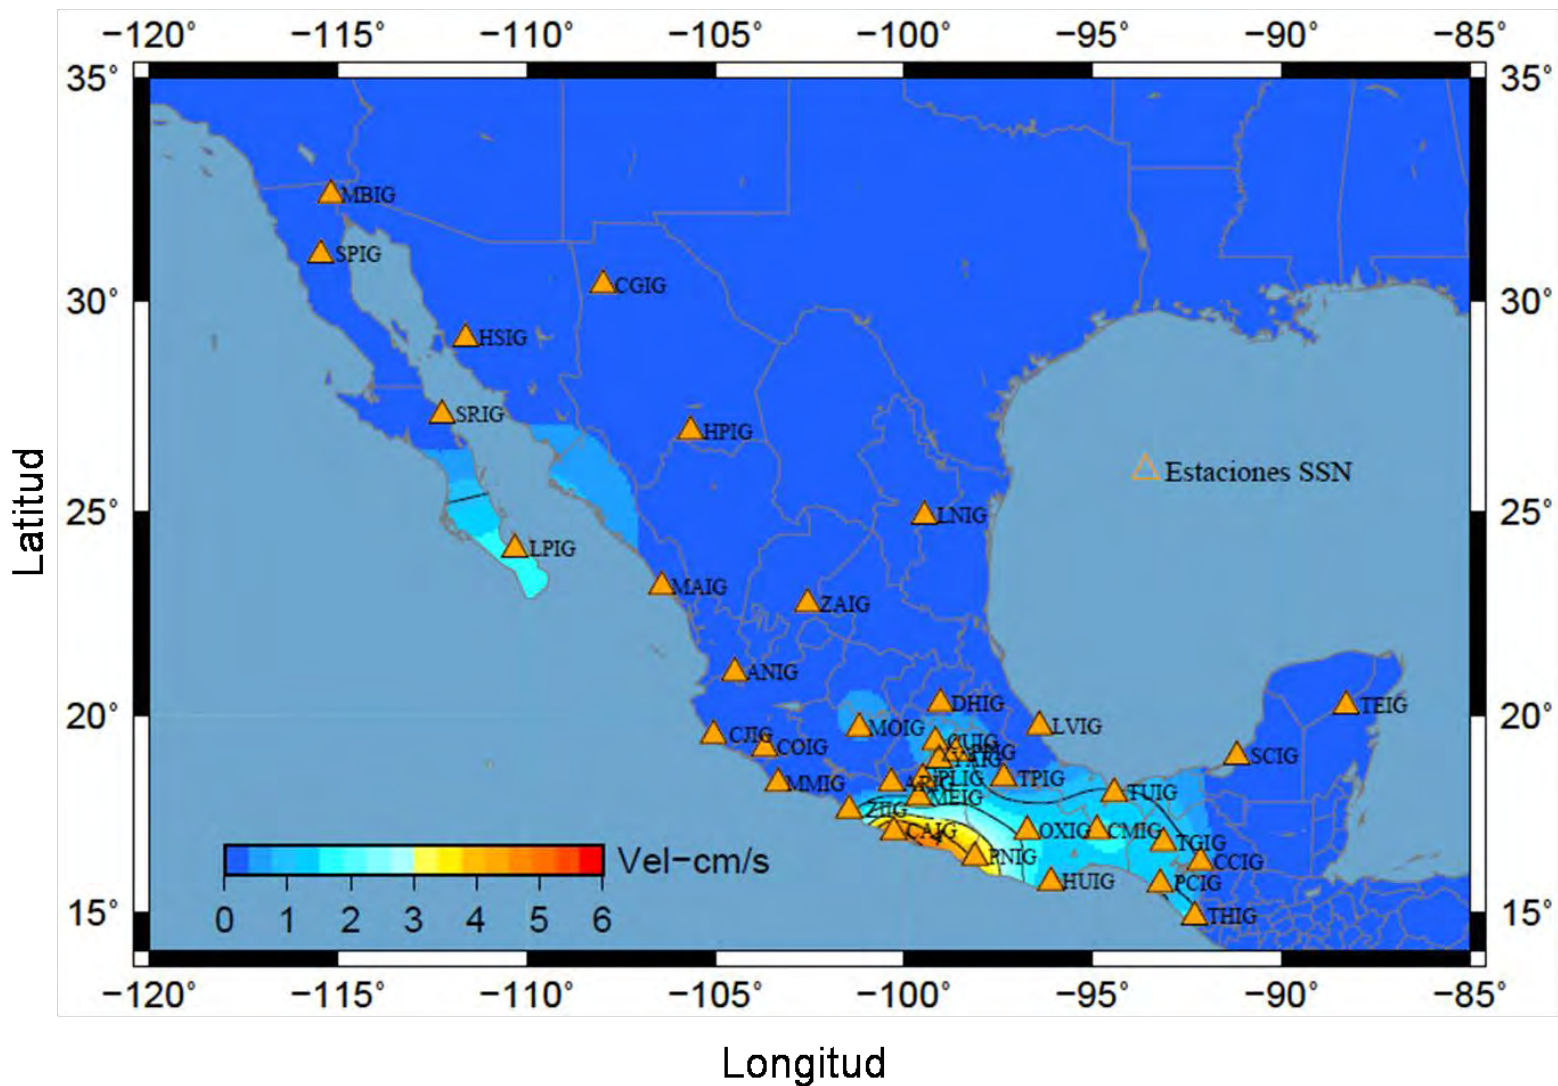 −120° −115° −110° −105° −100° −95° −90° −85°
35° 35°
MBIG
SPIG
CGIG
30° 30°
HSIG
SRIG
HPIG
Estaciones SSN
25° LNIG 25°
LPIG
MAIG
ZAIG
ANIG
DHIG
TEIG
20° 20°
MOIG LVIG
CJIG CUIG
COIG
SCIG
MMIG PLIG TPIG
MEIG TUIG
ZIIG
CAIG OXIG CMIG
TGIG
PNIG CCIG
HUIG PCIG
Vel−cm/s
0 1 2 3 4 5 6
15° THIG 15°
−120° −115° −110° −105° −100° −95° −90° −85°
Latitud
Longitud